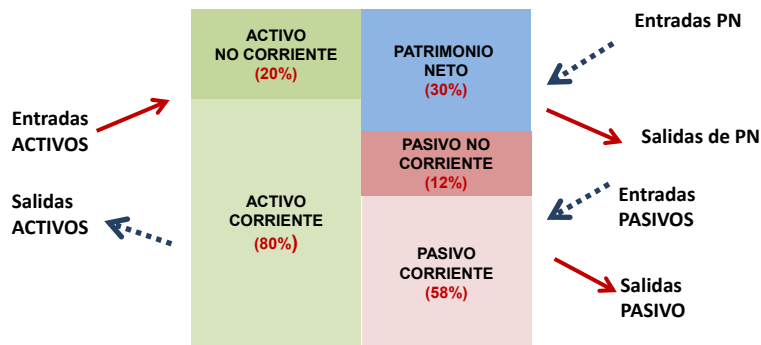 ACTIVO
NO CORRIENTE
(20%)
PATRIMONIO
NETO
(30%)
Entradas PN
Entradas
ACTIVOS
Salidas de PN
PASIVO NO
CORRIENTE
(12%)
Salidas
ACTIVOS
ACTIVO
CORRIENTE
(80%)
Entradas
PASIVOS
PASIVO
CORRIENTE
(58%)
Salidas
PASIVO